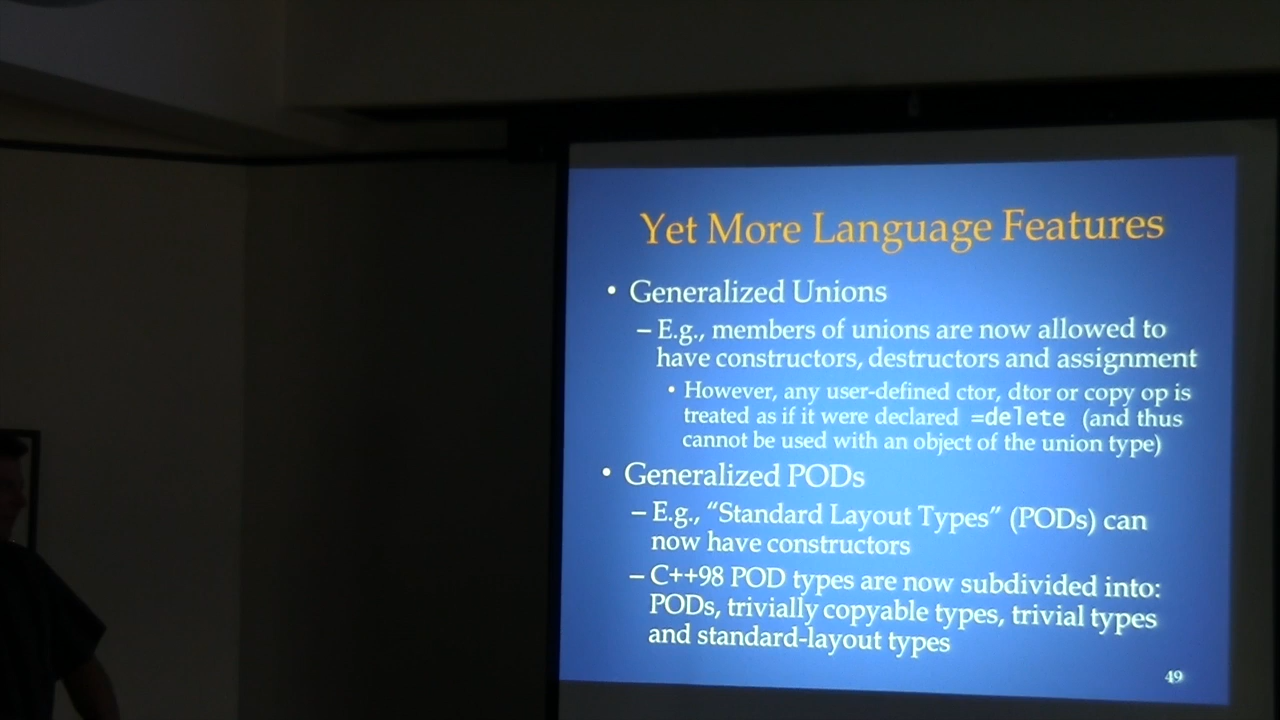 Yet More Language Features
• Generalized Unions
– E.g., members of unions are now allowed to
have constructors, destructors and assignment
• However, any user-defined ctor, dtor or copy op is
treated as if it were declared =delete (and thus
cannot be used with an object of the union type)
• Generalized PODs
– E.g., “Standard Layout Types” (PODs) can
now have constructors
– C++98 POD types are now subdivided into:
PODs, trivially copyable types, trivial types
and standard-layout types
49